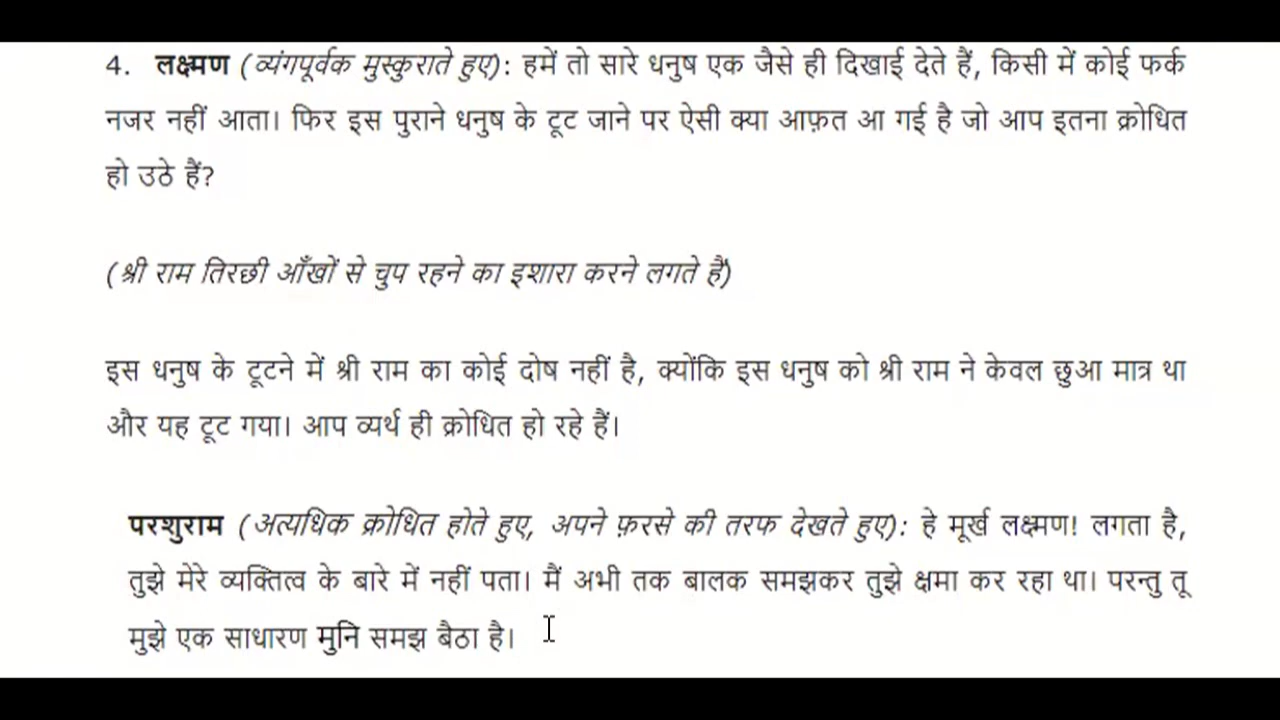 4. लक्ष्मण (व्यंगपूर्वक मुस्कुराते हुए): हमें तो सारे धनुष एक जैसे ही दिखाई देते हैं, किसी में कोई फर्क
नजर नहीं आता। फिर इस पुराने धनुष के टूट जाने पर ऐसी क्या आफ़त आ गई है जो आप इतना क्रोधित
हो उठे हैं?
(श्री राम तिरछी आँखों से चुप रहने का इशारा करने लगते हैं)
इस धनुष के टूटने में श्री राम का कोई दोष नहीं है, क्योंकि इस धनुष को श्री राम ने केवल छुआ मात्र था
और यह टूट गया। आप व्यर्थ ही क्रोधित हो रहे हैं।
परशुराम (अत्यधिक क्रोधित होते हुए, अपने फ़रसे की तरफ देखते हुए): हे मूर्ख लक्ष्मण! लगता है,
तुझे मेरे व्यक्तित्व के बारे में नहीं पता। मैं अभी तक बालक समझकर तुझे क्षमा कर रहा था। परन्तु तू
मुझे एक साधारण मुनि समझ बैठा है।